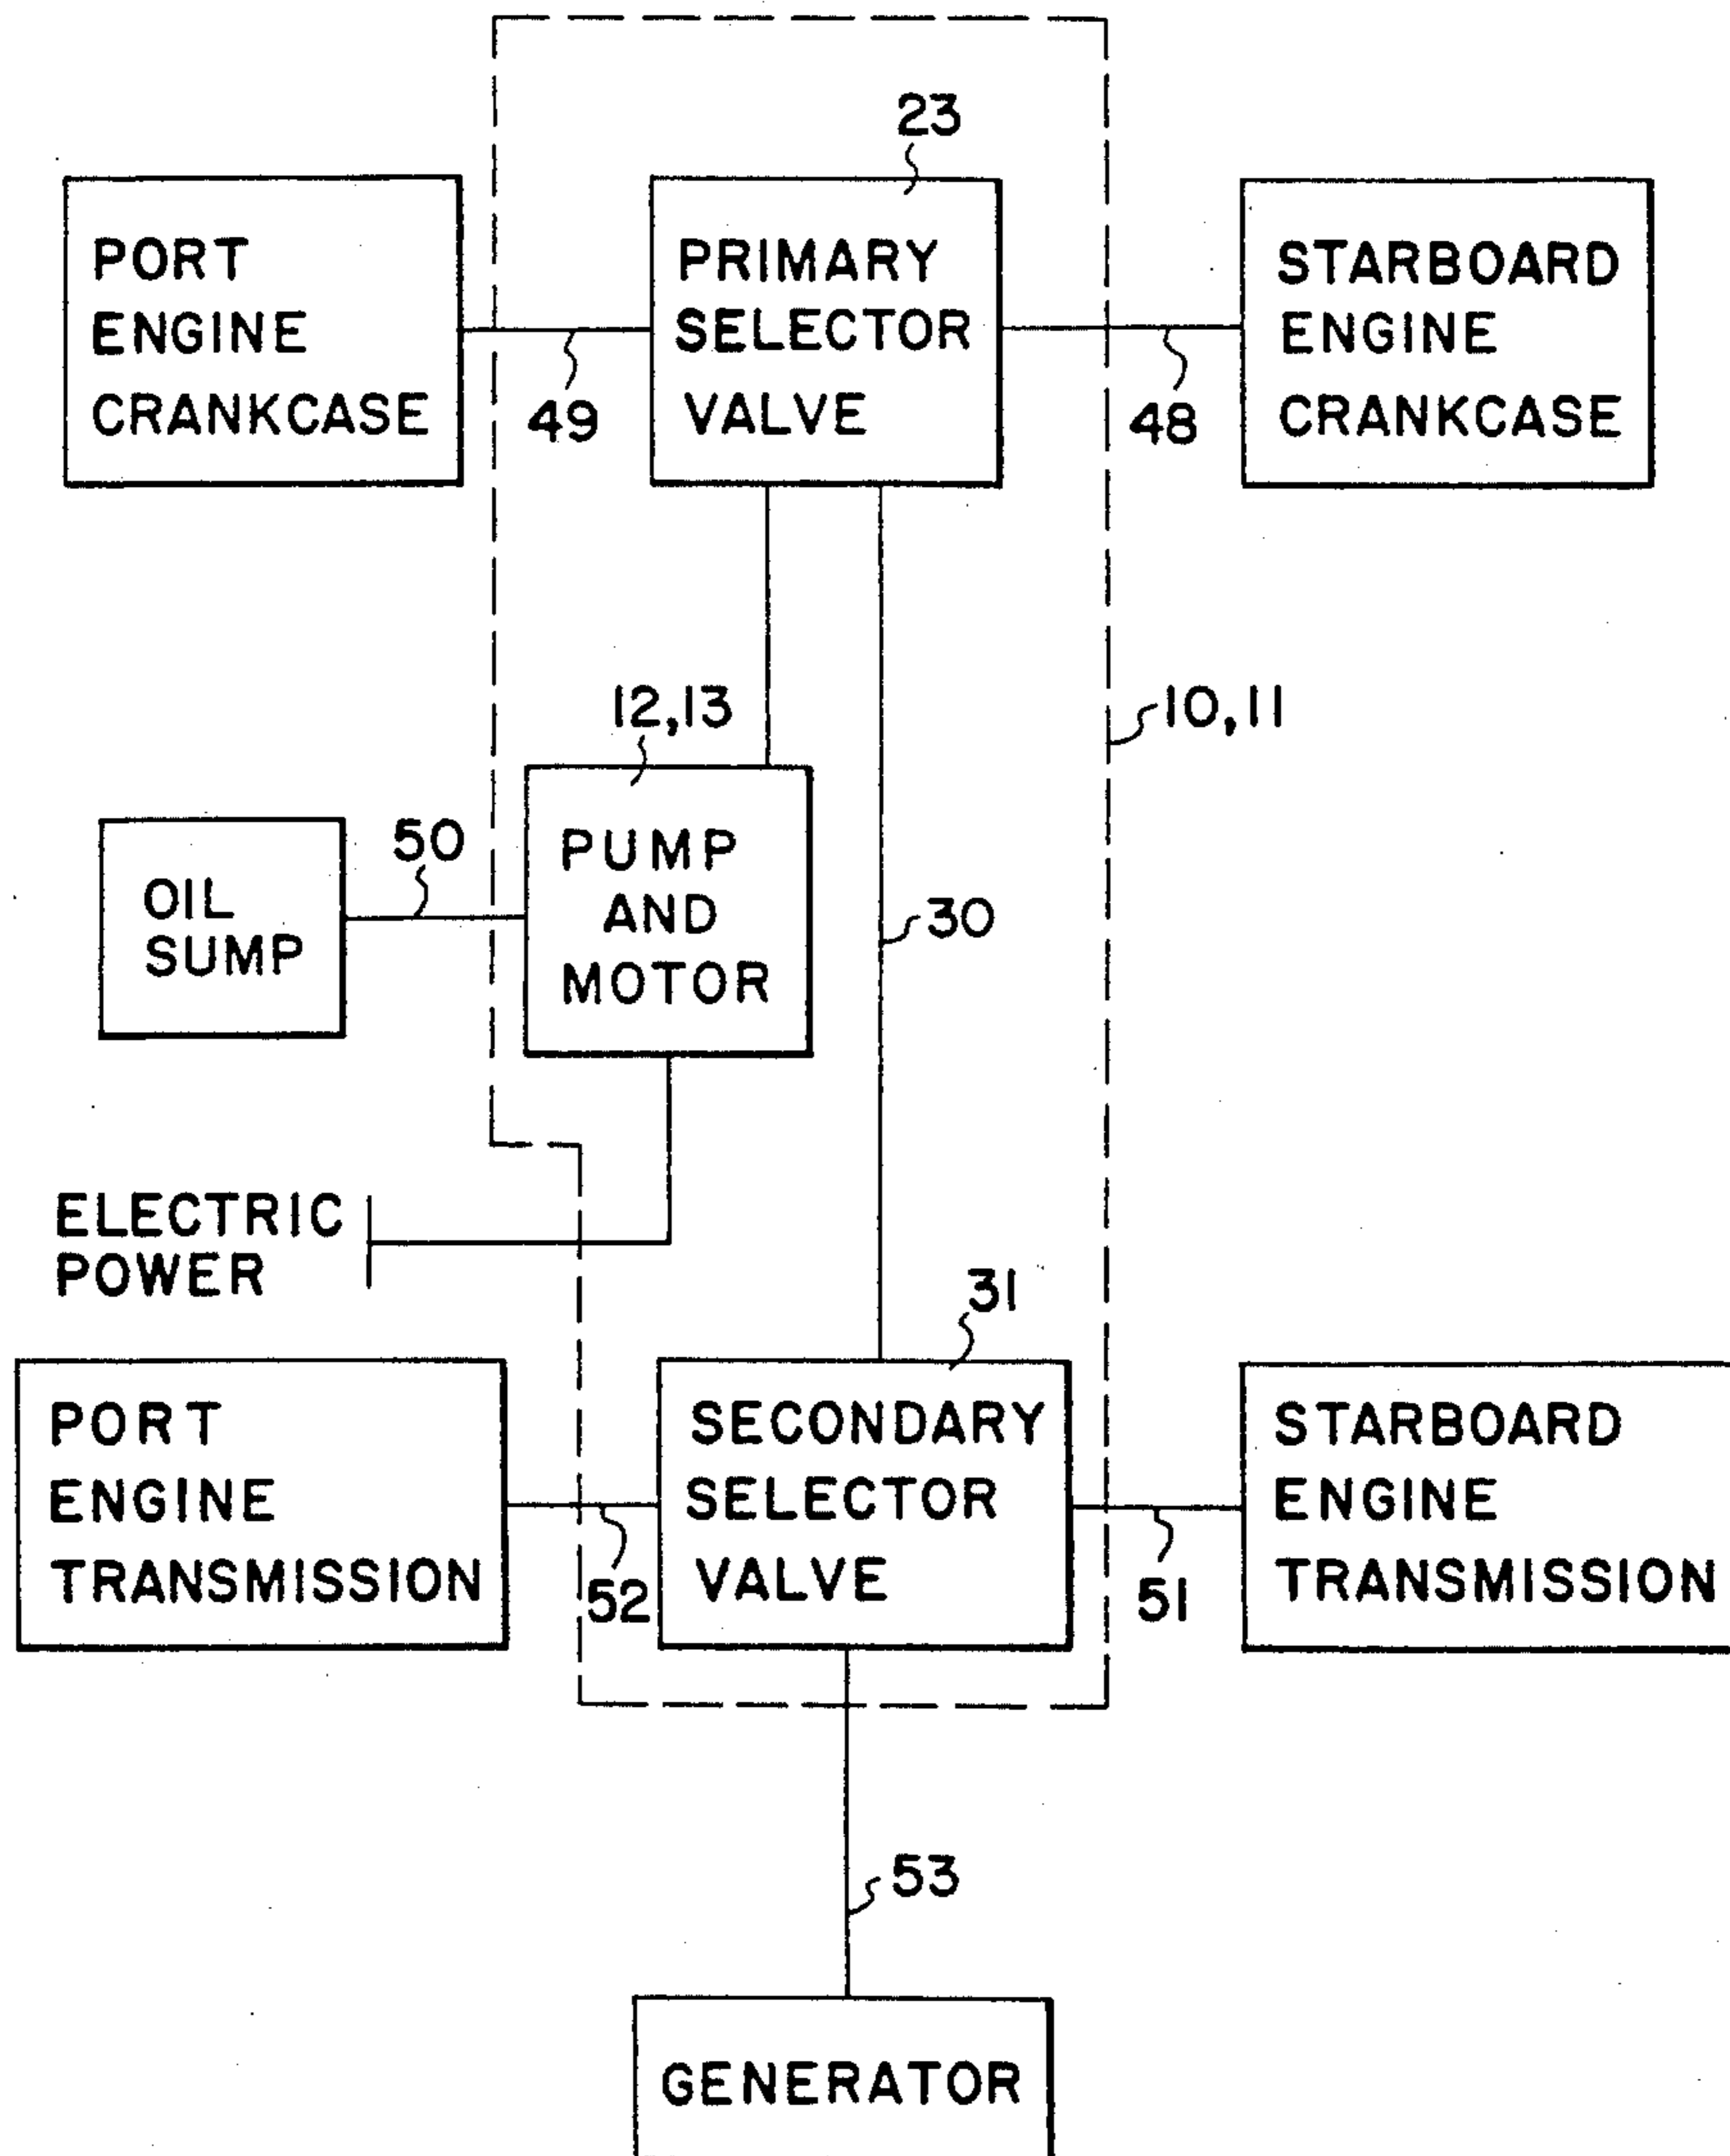 23
PORT
ENGINE
CRANKCASE
PRIMARY
SELECTOR
VALVE
STARBOARD
ENGINE
CRANKCASE
49
48
12,13
10,11
OIL
SUMP
50
PUMP
AND
MOTOR
30
ELECTRIC
POWER
31
PORT
ENGINE
TRANSMISSION
SECONDARY
SELECTOR
VALVE
STARBOARD
ENGINE
TRANSMISSION
52
51
53
GENERATOR